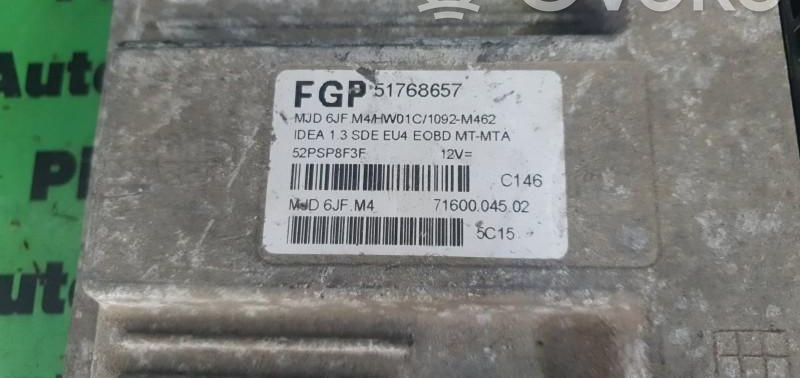 FGP 51768657
MJD 6JF.M4/HW01C/1092-M462
IDEA 1.3 SDE EU4 EOBD MT-MTA
52PSP8F3F 12V=
C146
MJD 6JF.M4 71600.045.02
5C15